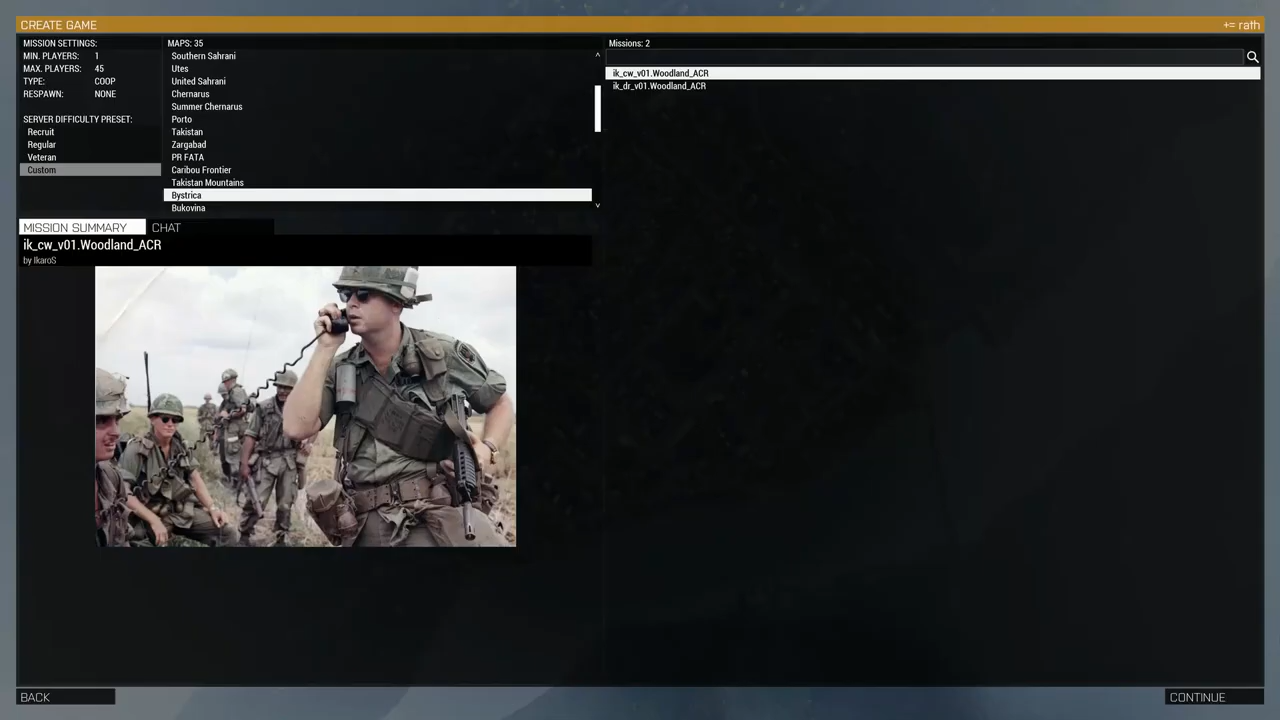 CREATE GAME
+= rath
MISSION SETTINGS:
MIN. PLAYERS: 1
MAX. PLAYERS: 45
TYPE: COOP
RESPAWN: NONE
SERVER DIFFICULTY PRESET:
Recruit
Regular
Veteran
Custom
MAPS: 35
Southern Sahrani
Utes
United Sahrani
Chernarus
Summer Chernarus
Porto
Takistan
Zargabad
PR FATA
Caribou Frontier
Takistan Mountains
Bystrica
Bukovina
Missions: 2
ik_cw_v01.Woodland_ACR
ik_dr_v01.Woodland_ACR
MISSION SUMMARY
CHAT
ik_cw_v01.Woodland_ACR
by IkaroS
BACK
CONTINUE